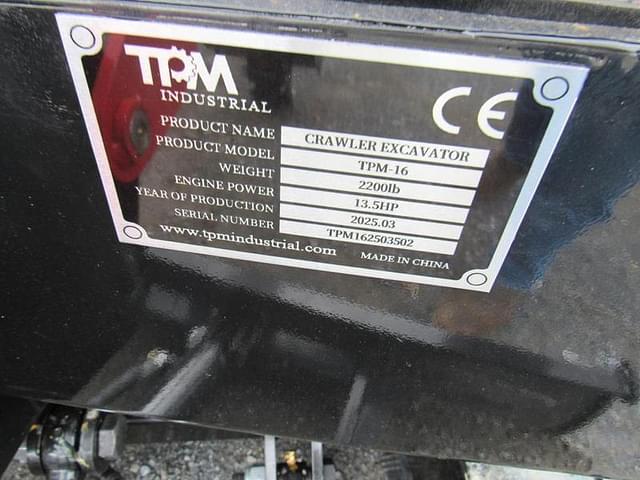 TPM
INDUSTRIAL
CE
PRODUCT NAME CRAWLER EXCAVATOR
PRODUCT MODEL TPM-16
WEIGHT 2200lb
ENGINE POWER 13.5HP
YEAR OF PRODUCTION 2025.03
SERIAL NUMBER TPM162503502
www.tpmindustrial.com MADE IN CHINA